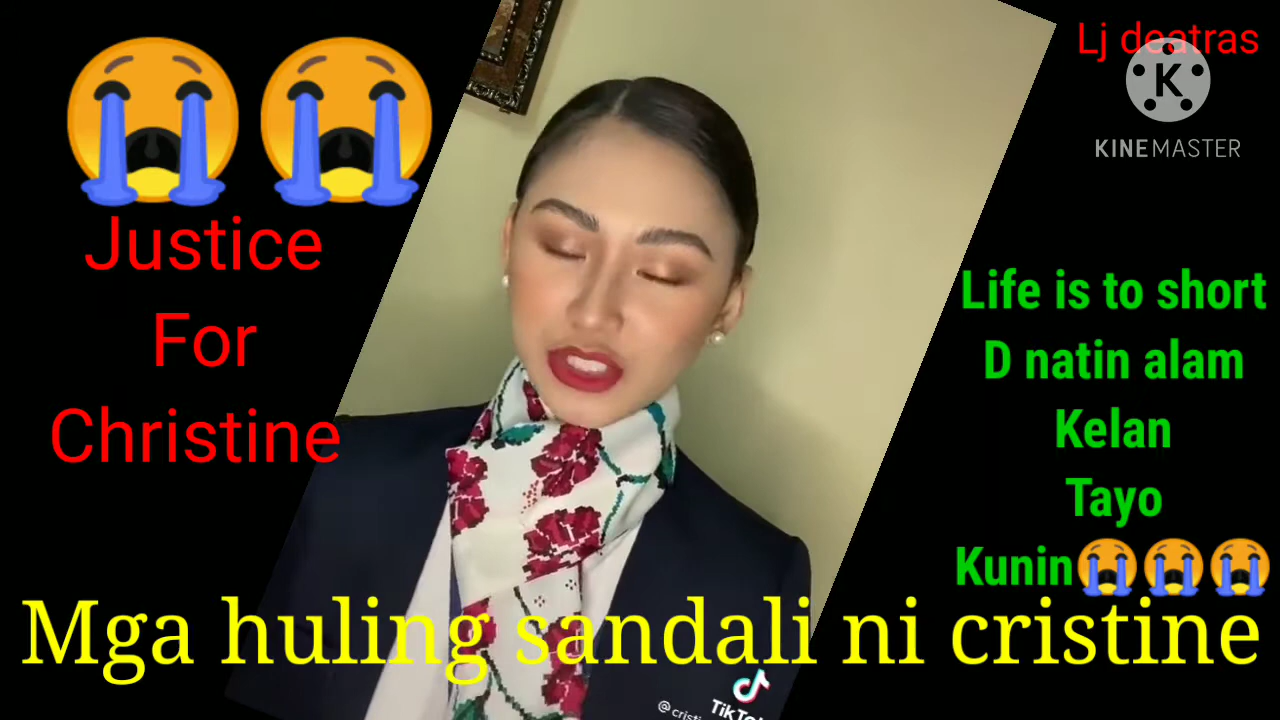 Lj deatras
KINEMASTER
Justice
For
Christine
Life is to short
D natin alam
Kelan
Tayo
Kunin
Mga huling sandali ni cristine
TikTok